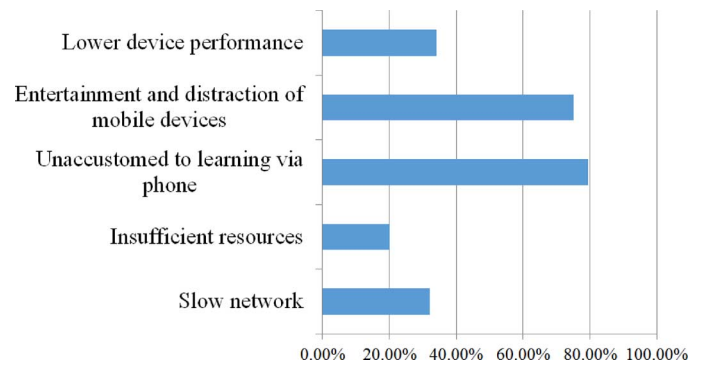 Lower device performance
Entertainment and distraction of
mobile devices
Unaccustomed to learning via
phone
Insufficient resources
Slow network
0.00% 20.00% 40.00% 60.00% 80.00% 100.00%